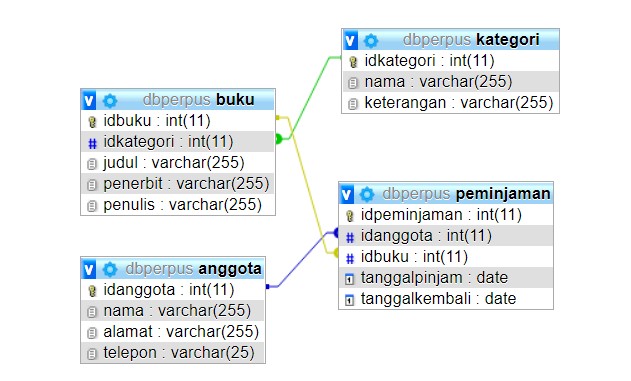 dbperpus kategori
idkategori : int(11)
nama : varchar(255)
keterangan : varchar(255)
dbperpus buku
idbuku : int(11)
idkategori : int(11)
judul : varchar(255)
penerbit : varchar(255)
penulis : varchar(255)
dbperpus peminjaman
idpeminjaman : int(11)
idanggota : int(11)
idbuku : int(11)
tanggalpinjam : date
tanggalkembali : date
dbperpus anggota
idanggota : int(11)
nama : varchar(255)
alamat : varchar(255)
telepon : varchar(25)